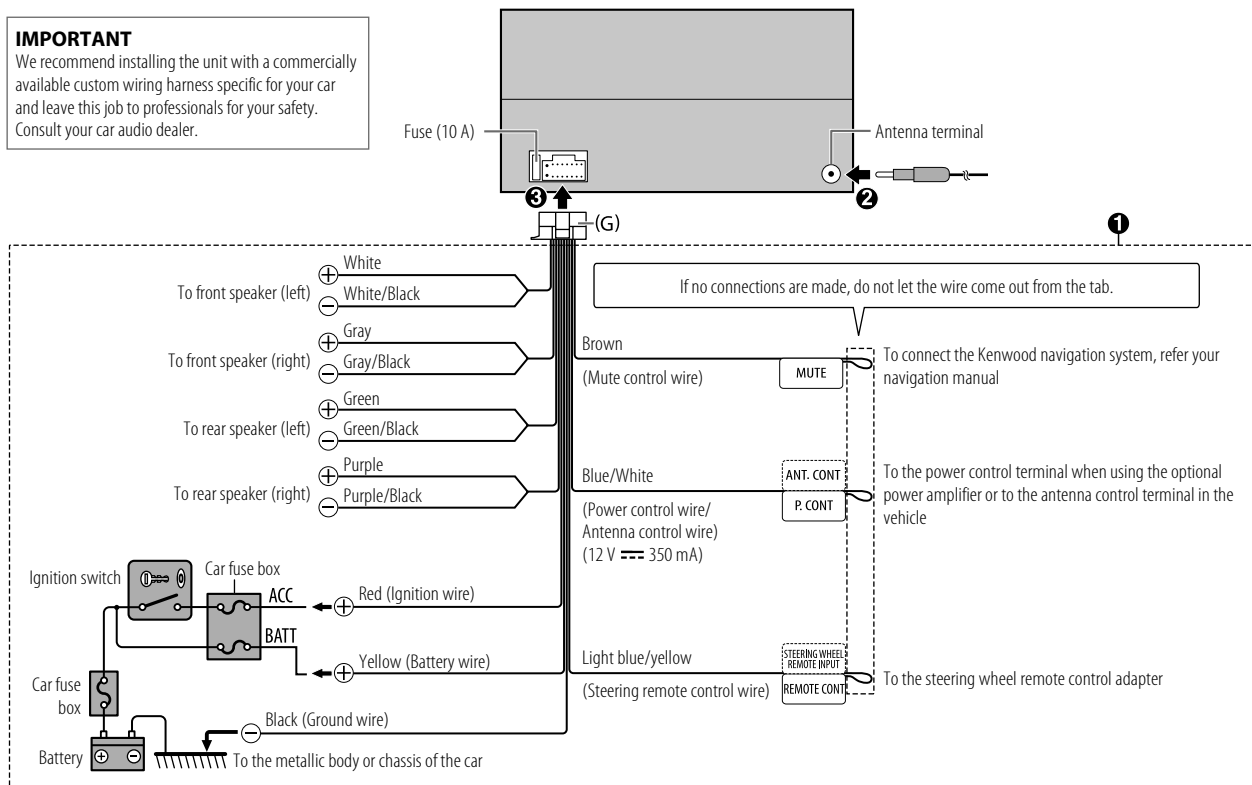 IMPORTANT
We recommend installing the unit with a commercially
available custom wiring harness specific for your car
and leave this job to professionals for your safety.
Consult your car audio dealer.
Fuse (10 A)
Antenna terminal
❸
❷
(G)
❶
To front speaker (left)
⊕ White
⊖ White/Black
To front speaker (right)
⊕ Gray
⊖ Gray/Black
To rear speaker (left)
⊕ Green
⊖ Green/Black
To rear speaker (right)
⊕ Purple
⊖ Purple/Black
If no connections are made, do not let the wire come out from the tab.
Brown
(Mute control wire)
MUTE
To connect the Kenwood navigation system, refer your
navigation manual
Blue/White
(Power control wire/
Antenna control wire)
(12 V ⎓ 350 mA)
ANT. CONT
P. CONT
To the power control terminal when using the optional
power amplifier or to the antenna control terminal in the
vehicle
Light blue/yellow
(Steering remote control wire)
STEERING WHEEL
REMOTE INPUT
REMOTE CONT
To the steering wheel remote control adapter
Ignition switch
Car fuse box
ACC
⊕ Red (Ignition wire)
BATT
⊕ Yellow (Battery wire)
Car fuse
box
⊖ Black (Ground wire)
Battery
⊕ ⊖
To the metallic body or chassis of the car